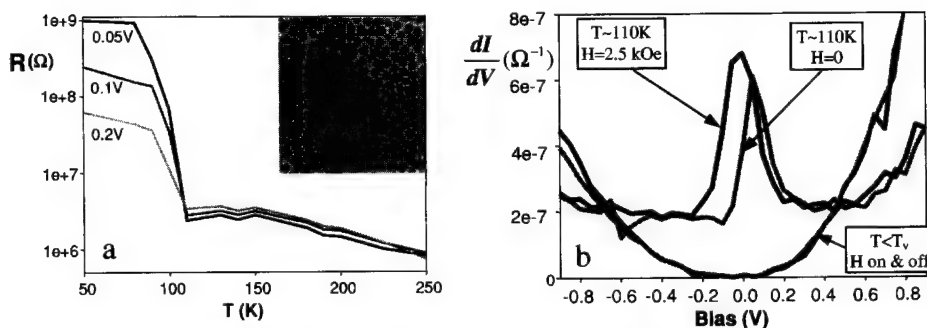 1e+9
0.05V
R(Ω)
1e+8
0.1V
0.2V
1e+7
1e+6
a
50
100
150
200
250
T (K)
8e-7
T~110K
H=2.5 kOe
T~110K
H=0
dI
dV
(Ω⁻¹)
6e-7
4e-7
2e-7
0
b
T<Tᵥ
H on & off
-0.8 -0.6 -0.4 -0.2 0.0 0.2 0.4 0.6 0.8
Bias (V)